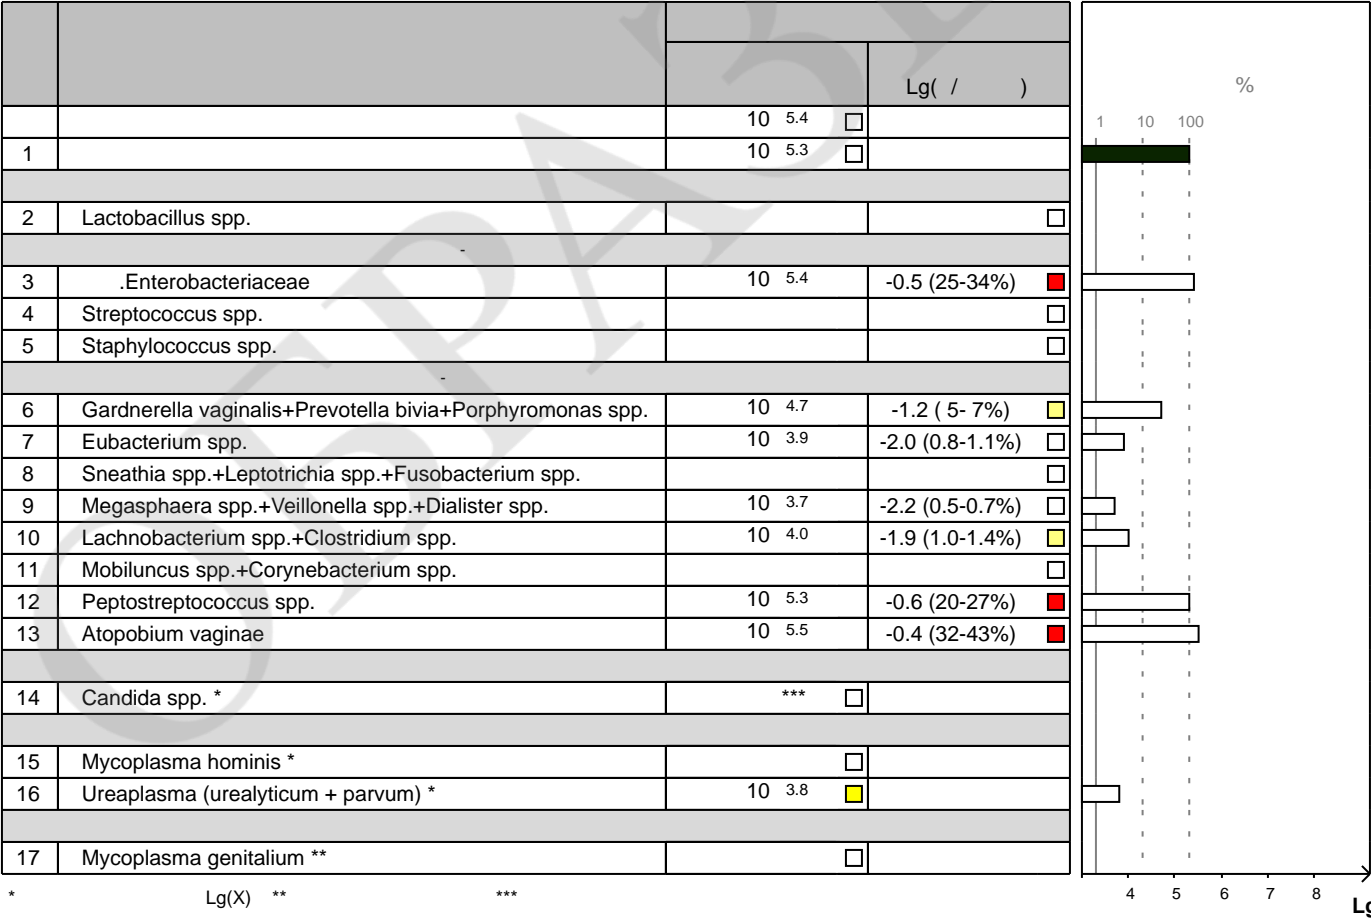 Lg( / )
%
10 5.4
1 10 100
1 10 5.3
2 Lactobacillus spp.
-
3 .Enterobacteriaceae 10 5.4 -0.5 (25-34%)
4 Streptococcus spp.
5 Staphylococcus spp.
-
6 Gardnerella vaginalis+Prevotella bivia+Porphyromonas spp. 10 4.7 -1.2 ( 5- 7%)
7 Eubacterium spp. 10 3.9 -2.0 (0.8-1.1%)
8 Sneathia spp.+Leptotrichia spp.+Fusobacterium spp.
9 Megasphaera spp.+Veillonella spp.+Dialister spp. 10 3.7 -2.2 (0.5-0.7%)
10 Lachnobacterium spp.+Clostridium spp. 10 4.0 -1.9 (1.0-1.4%)
11 Mobiluncus spp.+Corynebacterium spp.
12 Peptostreptococcus spp. 10 5.3 -0.6 (20-27%)
13 Atopobium vaginae 10 5.5 -0.4 (32-43%)
14 Candida spp. * ***
15 Mycoplasma hominis *
16 Ureaplasma (urealyticum + parvum) * 10 3.8
17 Mycoplasma genitalium **
4 5 6 7 8
* Lg(X) ** ***